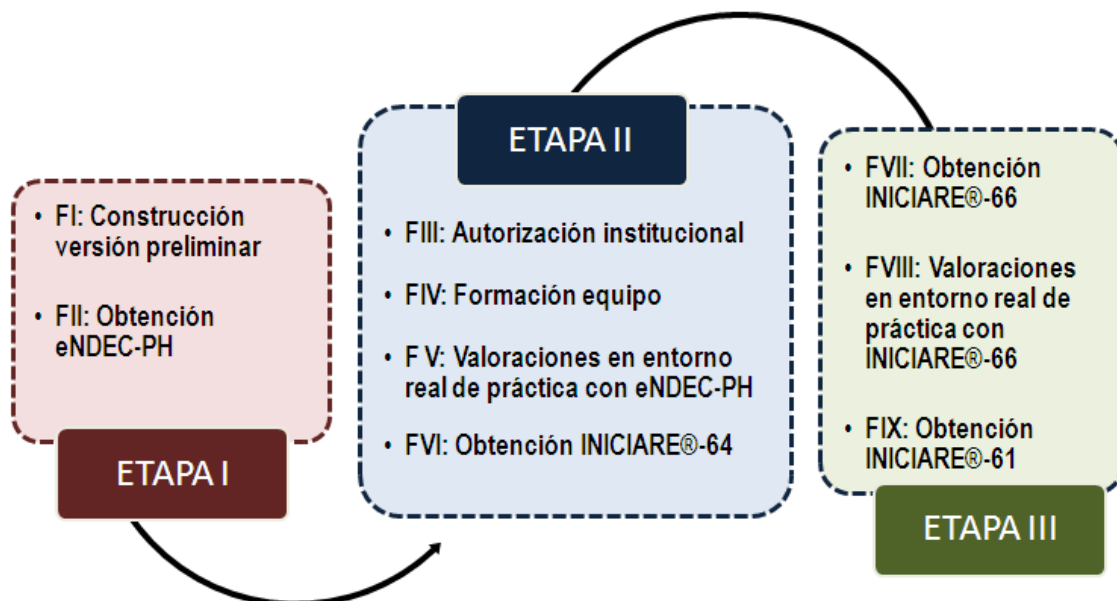 • FI: Construcción
versión preliminar
• FII: Obtención
eNDEC-PH
ETAPA I
ETAPA II
• FIII: Autorización institucional
• FIV: Formación equipo
• F V: Valoraciones en entorno
real de práctica con eNDEC-PH
• FVI: Obtención INICIARE®-64
• FVII: Obtención
INICIARE®-66
• FVIII: Valoraciones
en entorno real de
práctica con
INICIARE®-66
• FIX: Obtención
INICIARE®-61
ETAPA III